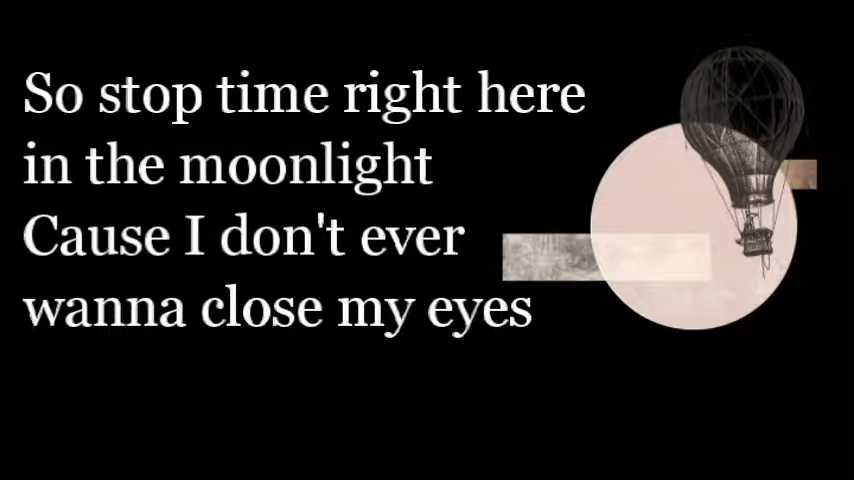 So stop time right here
in the moonlight
Cause I don't ever
wanna close my eyes